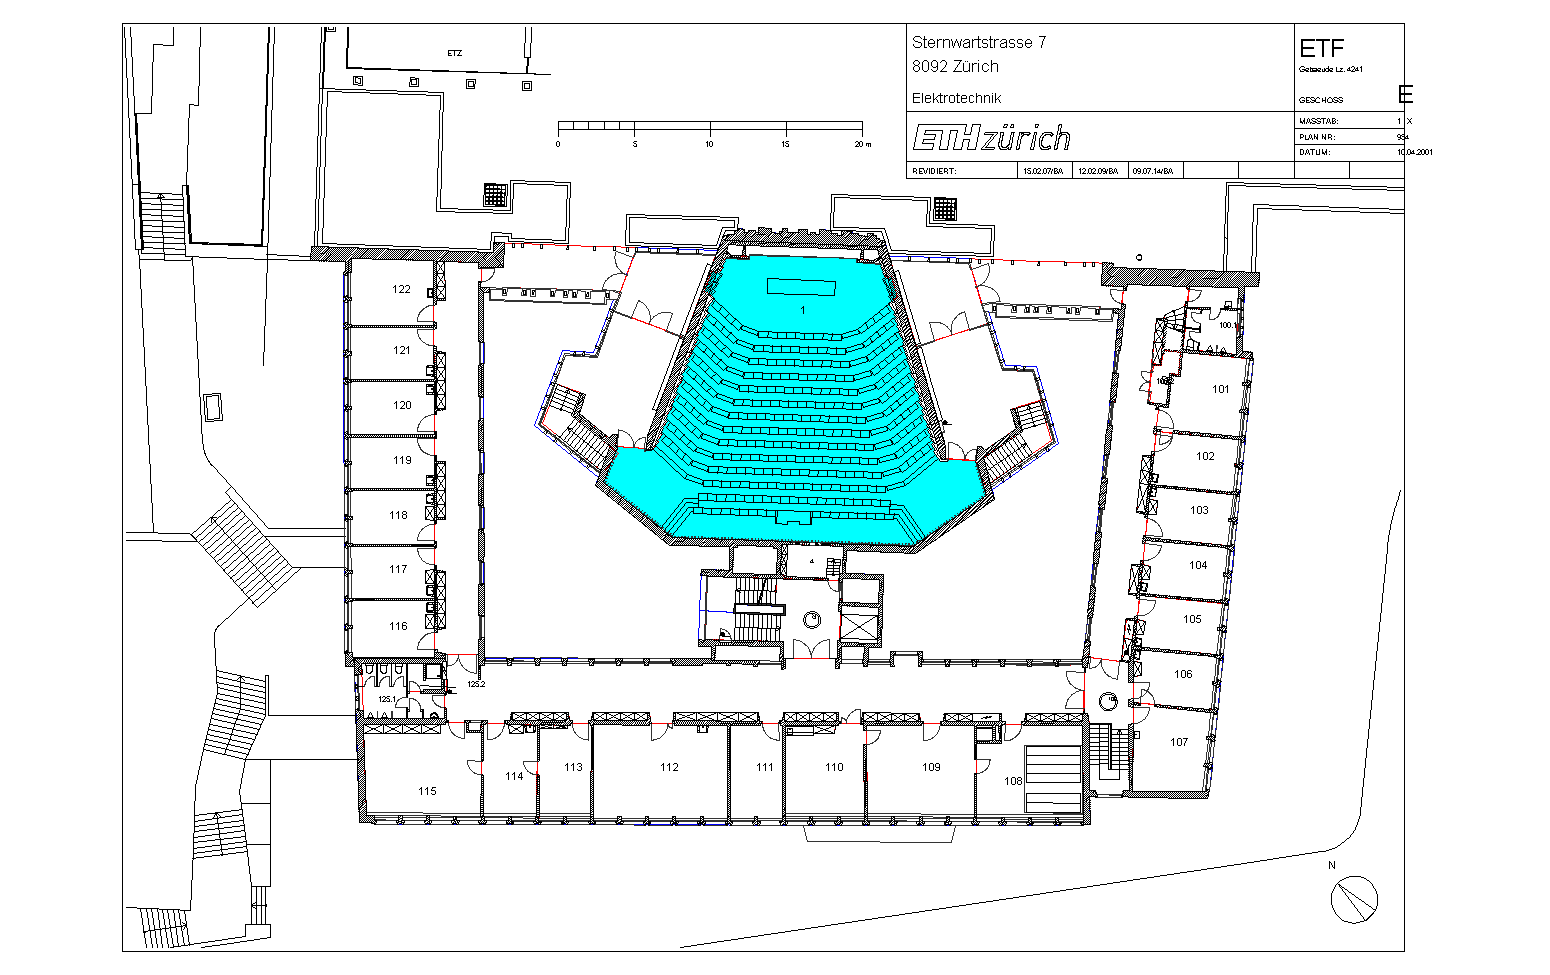 ETZ
Sternwartstrasse 7
8092 Zürich
Elektrotechnik
ETH zürich
REVIDIERT: 15.02.07/BA 12.02.09/BA 09.07.14/BA
ETF
Gebaeude Lz. 4241
GESCHOSS E
MASSTAB: 1 X
PLAN NR:
DATUM: 10.04.2001
0 5 10 15 20 m
122
121
120
119
118
117
116
125.1
125.2
115
114
113
112
111
110
109
108
107
106
105
104
103
102
101
100.1
1
4
N